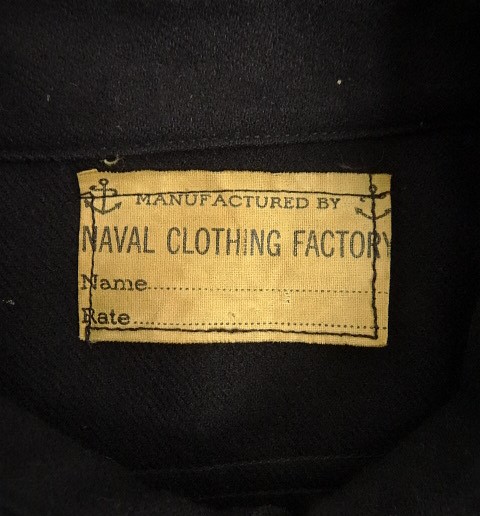 MANUFACTURED BY
NAVAL CLOTHING FACTORY
Name
Rate